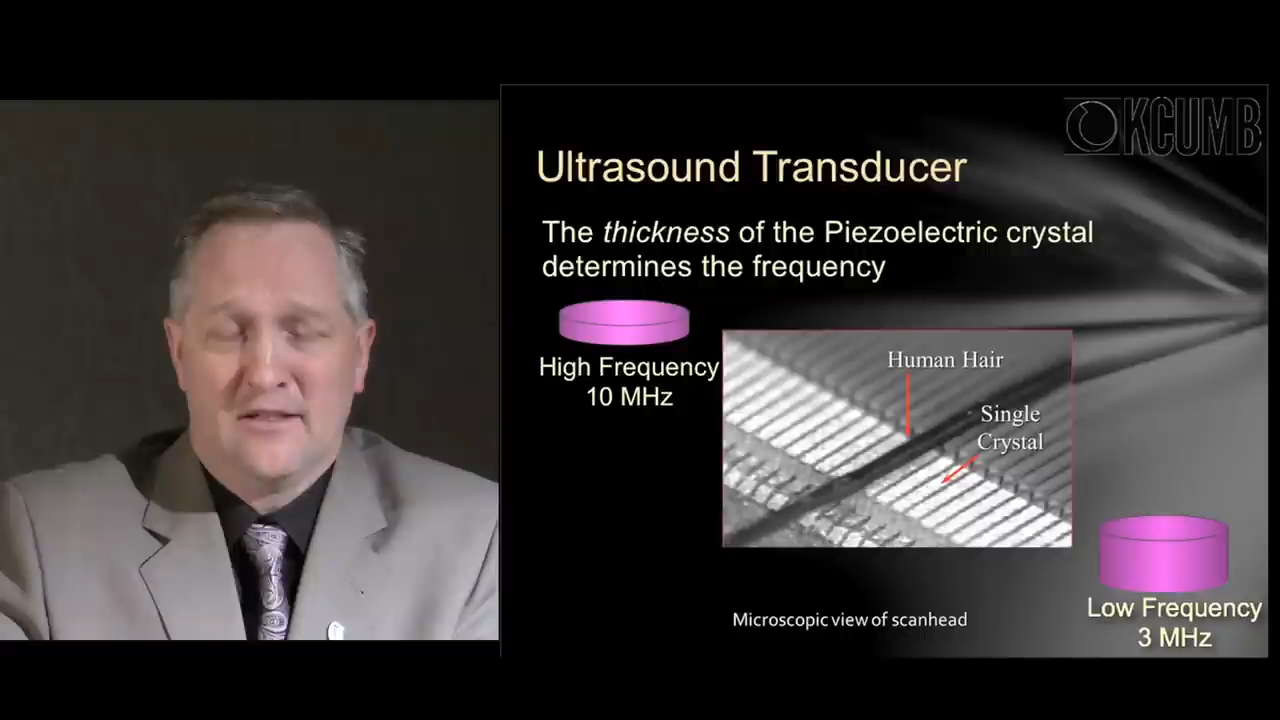 KCUMB
Ultrasound Transducer
The thickness of the Piezoelectric crystal
determines the frequency
High Frequency
10 MHz
Human Hair
Single
Crystal
Microscopic view of scanhead
Low Frequency
3 MHz